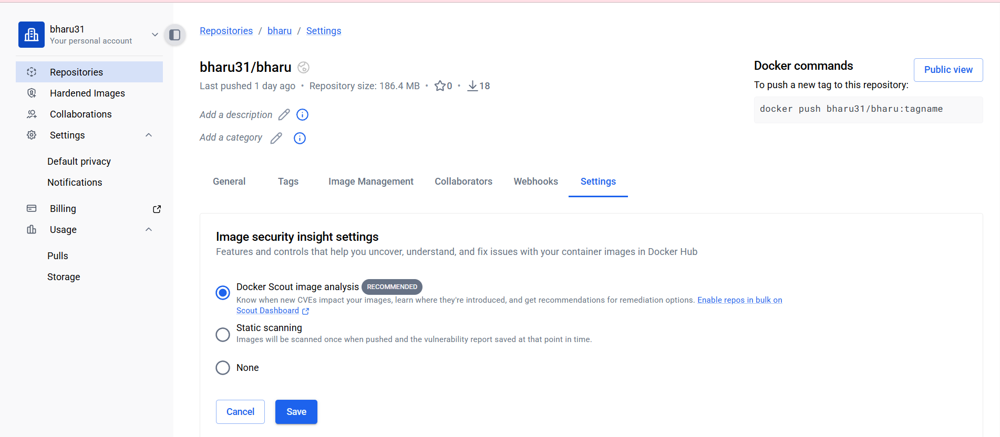 bharu31
Your personal account
Repositories
Hardened Images
Collaborations
Settings
Default privacy
Notifications
Billing
Usage
Pulls
Storage
Repositories / bharu / Settings
bharu31/bharu
Last pushed 1 day ago • Repository size: 186.4 MB • 0 • 18
Add a description
Add a category
Docker commands
Public view
To push a new tag to this repository:
docker push bharu31/bharu:tagname
General Tags Image Management Collaborators Webhooks Settings
Image security insight settings
Features and controls that help you uncover, understand, and fix issues with your container images in Docker Hub
Docker Scout image analysis RECOMMENDED
Know when new CVEs impact your images, learn where they're introduced, and get recommendations for remediation options. Enable repos in bulk on
Scout Dashboard
Static scanning
Images will be scanned once when pushed and the vulnerability report saved at that point in time.
None
Cancel Save